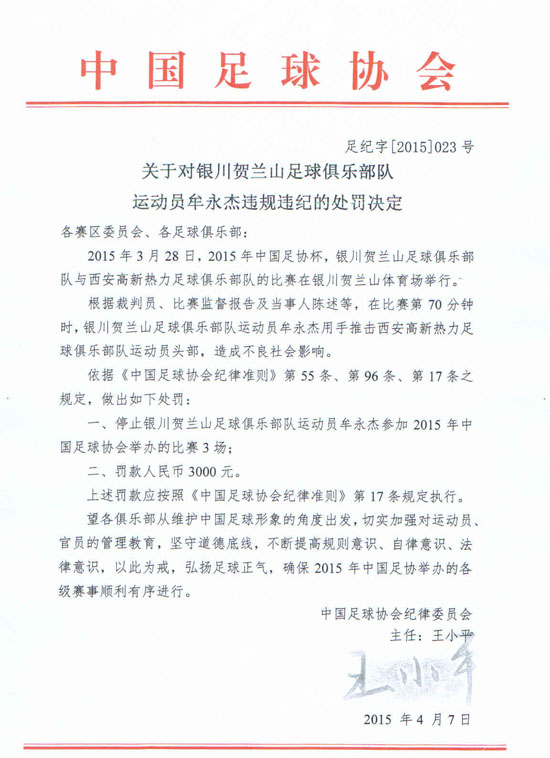 中国足球协会
足纪字[2015]023 号
关于对银川贺兰山足球俱乐部队
运动员牟永杰违规违纪的处罚决定
各赛区委员会、各足球俱乐部:
2015 年 3 月 28 日,2015 年中国足协杯,银川贺兰山足球俱乐部
队与西安高新热力足球俱乐部队的比赛在银川贺兰山体育场举行。
根据裁判员、比赛监督报告及当事人陈述等,在比赛第 70 分钟
时,银川贺兰山足球俱乐部队运动员牟永杰用手推击西安高新热力足
球俱乐部队运动员头部,造成不良社会影响。
依据《中国足球协会纪律准则》第 55 条、第 96 条、第 17 条之
规定,做出如下处罚:
一、停止银川贺兰山足球俱乐部队运动员牟永杰参加 2015 年中
国足球协会举办的比赛 3 场;
二、罚款人民币 3000 元。
上述罚款应按照《中国足球协会纪律准则》第 17 条规定执行。
望各俱乐部从维护中国足球形象的角度出发,切实加强对运动员、
官员的管理教育,坚守道德底线,不断提高规则意识、自律意识、法
律意识,以此为戒,弘扬足球正气,确保 2015 年中国足协举办的各
级赛事顺利有序进行。
中国足球协会纪律委员会
主任:王小平
王小平
2015 年 4 月 7 日